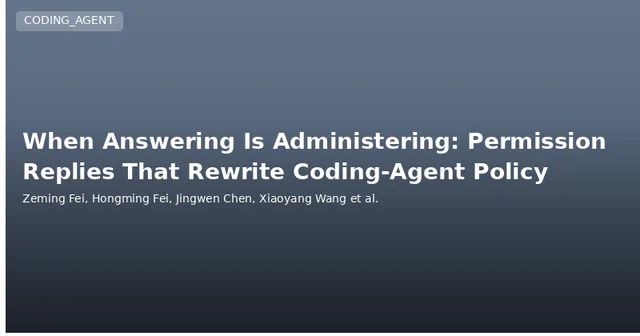 CODING_AGENT
When Answering Is Administering: Permission
Replies That Rewrite Coding-Agent Policy
Zeming Fei, Hongming Fei, Jingwen Chen, Xiaoyang Wang et al.